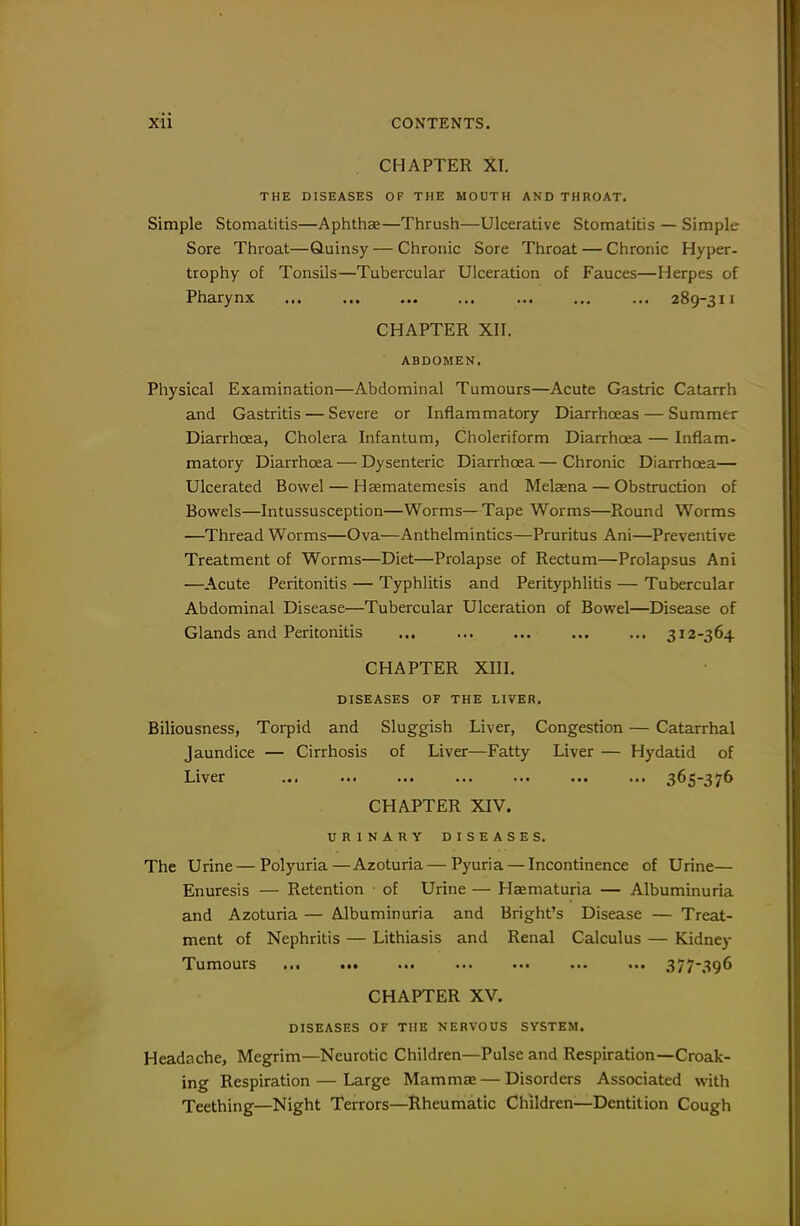 xii CONTENTS.
CHAPTER XI.
THE DISEASES OF THE MOUTH AND THROAT.
Simple Stomatitis—Aphthæ—Thrush—Ulcerative Stomatitis — Simple
Sore Throat—Quinsy — Chronic Sore Throat — Chronic Hyper-
trophy of Tonsils—Tubercular Ulceration of Fauces—Herpes of
Pharynx ... ... ... ... ... ... ... 289-311
CHAPTER XII.
ABDOMEN.
Physical Examination—Abdominal Tumours—Acute Gastric Catarrh
and Gastritis — Severe or Inflammatory Diarrhœas — Summer
Diarrhœa, Cholera Infantum, Choleriform Diarrhœa — Inflam-
matory Diarrhœa — Dysenteric Diarrhœa — Chronic Diarrhœa—
Ulcerated Bowel — Hæmatemesis and Melæna — Obstruction of
Bowels—Intussusception—Worms—Tape Worms—Round Worms
—Thread Worms—Ova—Anthelmintics—Pruritus Ani—Preventive
Treatment of Worms—Diet—Prolapse of Rectum—Prolapsus Ani
—Acute Peritonitis — Typhlitis and Perityphlitis — Tubercular
Abdominal Disease—Tubercular Ulceration of Bowel—Disease of
Glands and Peritonitis ... ... ... ... ... 312-364
CHAPTER XIII.
DISEASES OF THE LIVER.
Biliousness, Torpid and Sluggish Liver, Congestion — Catarrhal
Jaundice — Cirrhosis of Liver—Fatty Liver — Hydatid of
Liver ... ... ... ... ... ... ... 365-376
CHAPTER XIV.
URINARY DISEASES.
The Urine — Polyuria — Azoturia — Pyuria — Incontinence of Urine—
Enuresis — Retention of Urine — Hæmaturia — Albuminuria
and Azoturia — Albuminuria and Bright's Disease — Treat-
ment of Nephritis — Lithiasis and Renal Calculus — Kidney
Tumours ... ... ... ... ... ... ... 377-396
CHAPTER XV.
DISEASES OF THE NERVOUS SYSTEM.
Headache, Megrim—Neurotic Children—Pulse and Respiration—Croak-
ing Respiration — Large Mammæ — Disorders Associated with
Teething—Night Terrors—Rheumatic Children—Dentition Cough